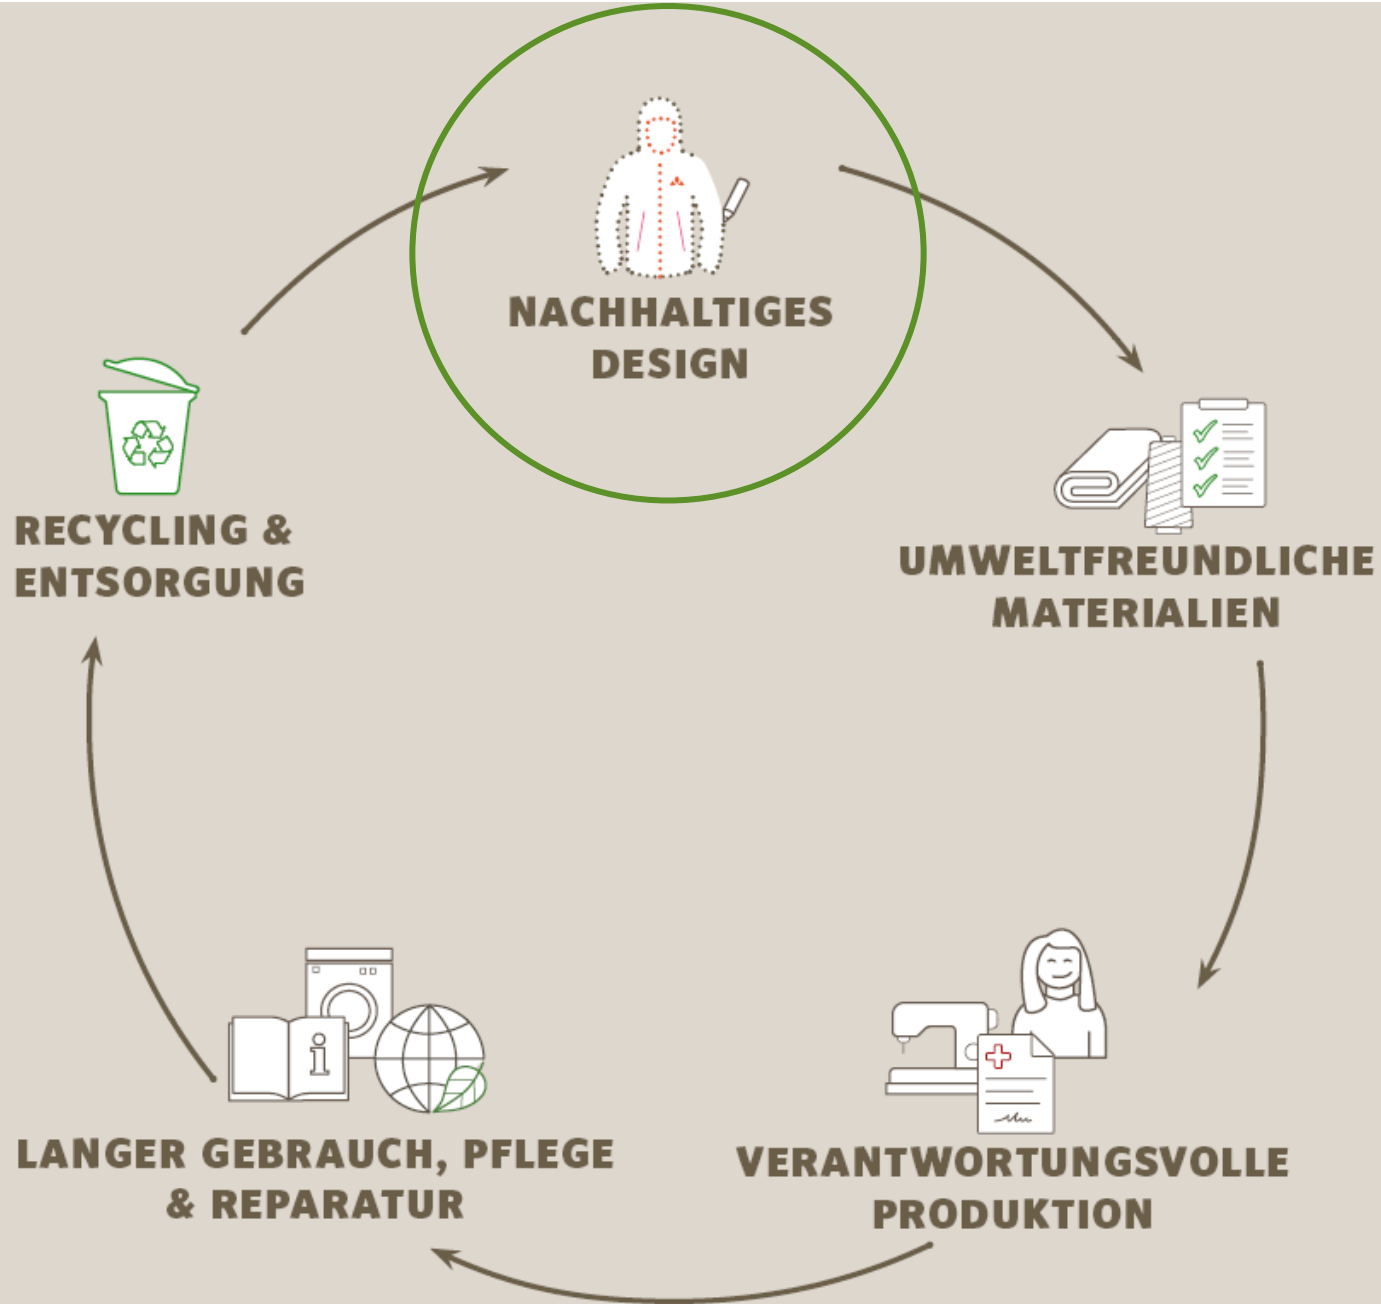 NACHHALTIGES
DESIGN
UMWELTFREUNDLICHE
MATERIALIEN
VERANTWORTUNGSVOLLE
PRODUKTION
LANGER GEBRAUCH, PFLEGE
& REPARATUR
i
RECYCLING &
ENTSORGUNG